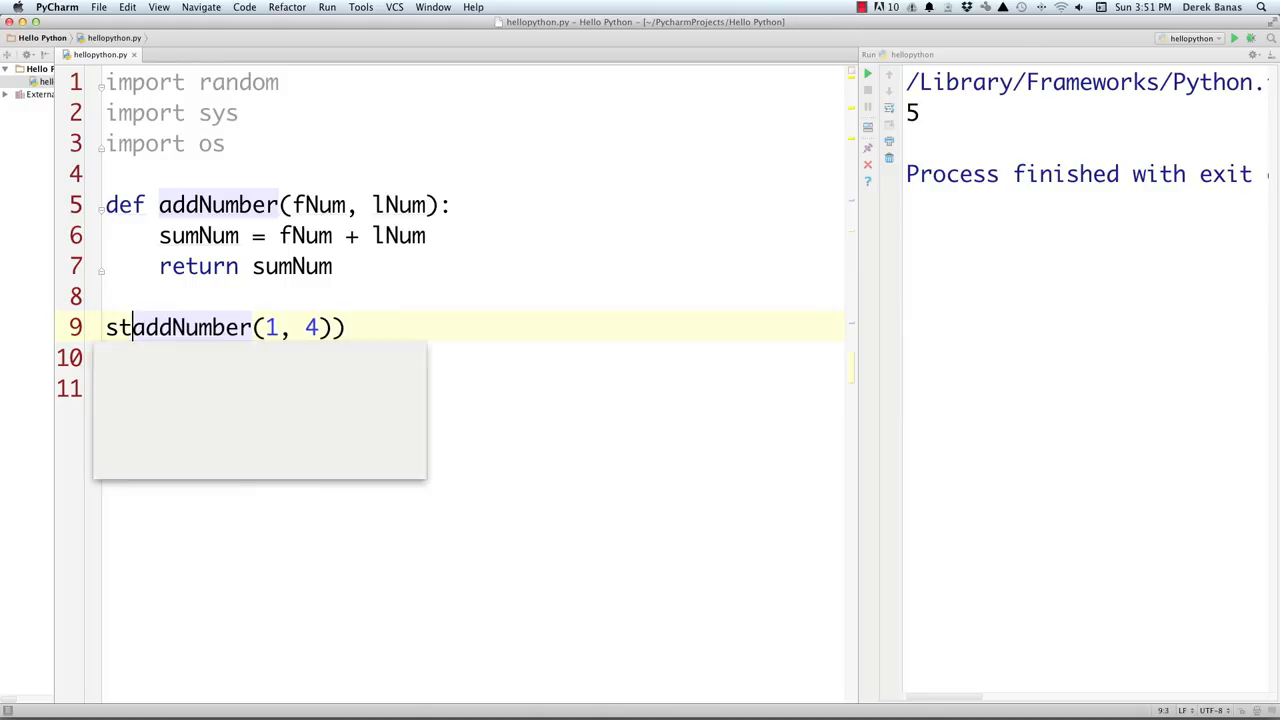 PyCharm File Edit View Navigate Code Refactor Run Tools VCS Window Help 10 Sun 3:51 PM Derek Banas
hellopython.py – Hello Python – [~/PycharmProjects/Hello Python]
Hello Python hellopython.py hellopython
hellopython.py × Run hellopython
Hello P
hell
Externa
1 import random
2 import sys
3 import os
4
5 def addNumber(fNum, lNum):
6 sumNum = fNum + lNum
7 return sumNum
8
9 staddNumber(1, 4))
10
11
/Library/Frameworks/Python.
5
Process finished with exit
9:3 LF UTF-8